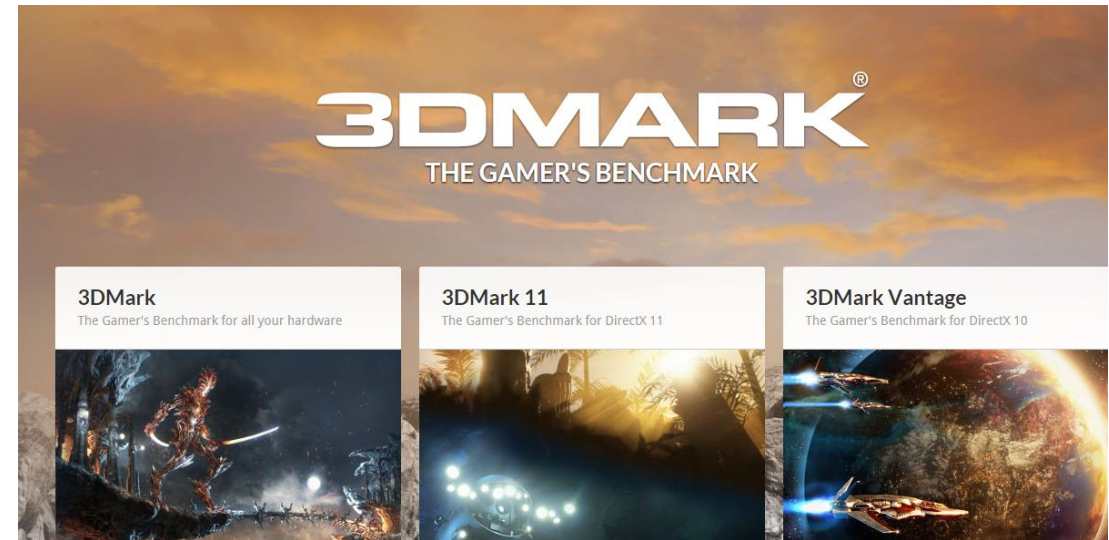 3DMARK®
THE GAMER'S BENCHMARK
3DMark
The Gamer's Benchmark for all your hardware
3DMark 11
The Gamer's Benchmark for DirectX 11
3DMark Vantage
The Gamer's Benchmark for DirectX 10